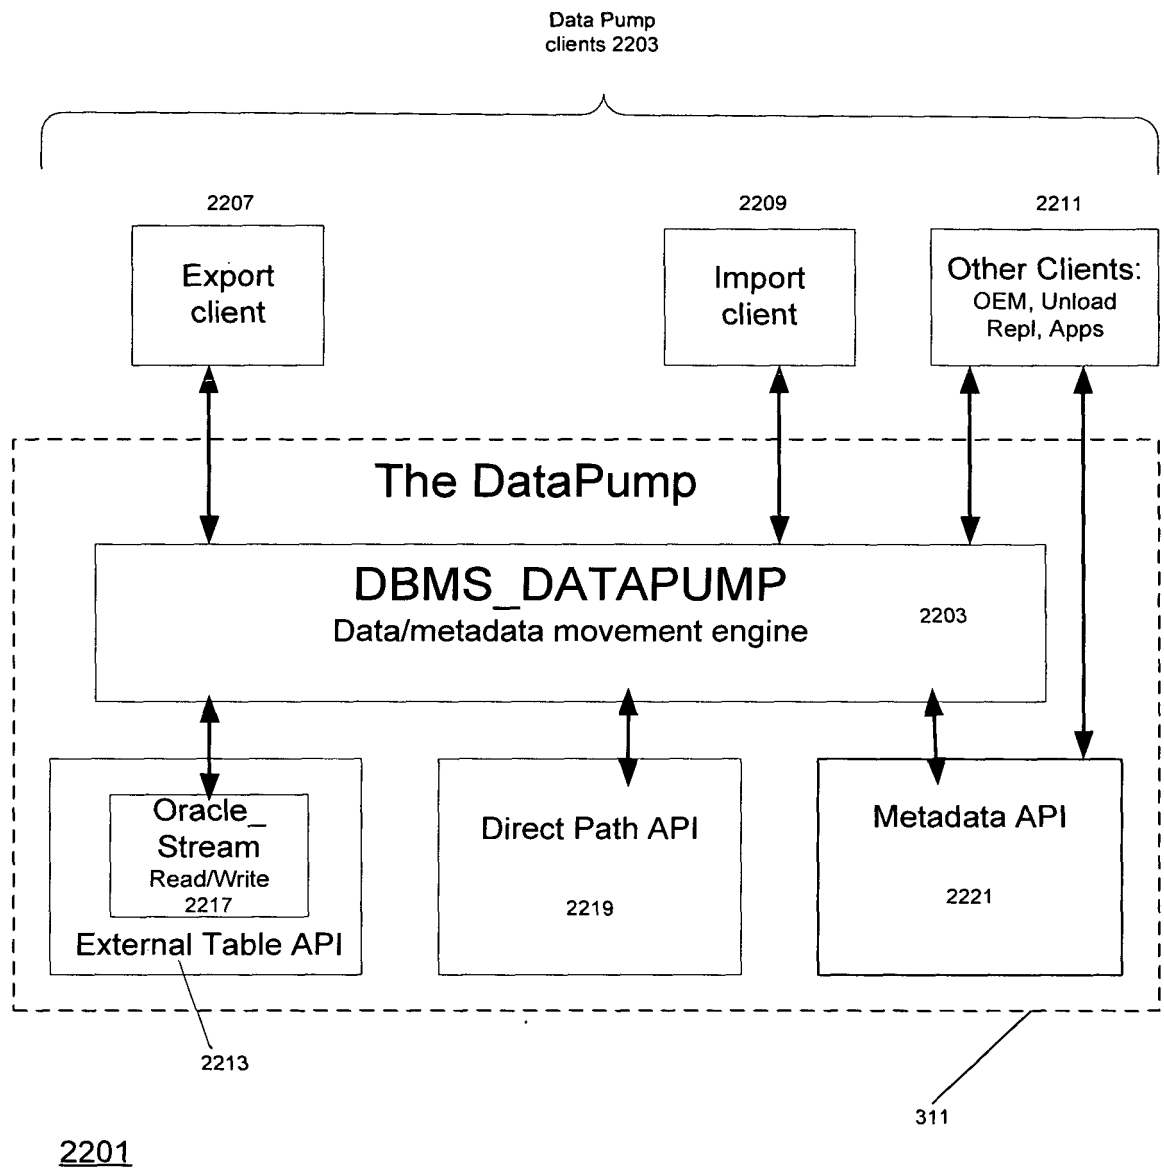 Data Pump
clients 2203
2207
2209
2211
Export
client
Import
client
Other Clients:
OEM, Unload
Repl, Apps
The DataPump
DBMS_DATAPUMP
Data/metadata movement engine
2203
Oracle_
Stream
Read/Write
2217
External Table API
Direct Path API
2219
Metadata API
2221
2213
311
2201